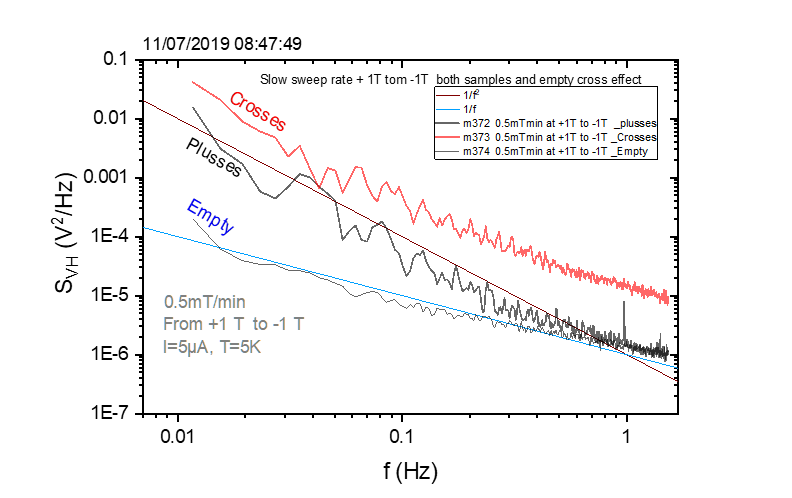 11/07/2019 08:47:49
Slow sweep rate + 1T tom -1T  both samples and empty cross effect
1/f²
1/f
m372  0.5mTmin at +1T to -1T  _plusses
m373  0.5mTmin at +1T to -1T  _Crosses
m374  0.5mTmin at +1T to -1T  _Empty
Crosses
Plusses
Empty
0.5mT/min
From +1 T  to -1 T
I=5µA, T=5K
S_VH (V²/Hz)
0.1
0.01
0.001
1E-4
1E-5
1E-6
1E-7
0.01
0.1
1
f (Hz)